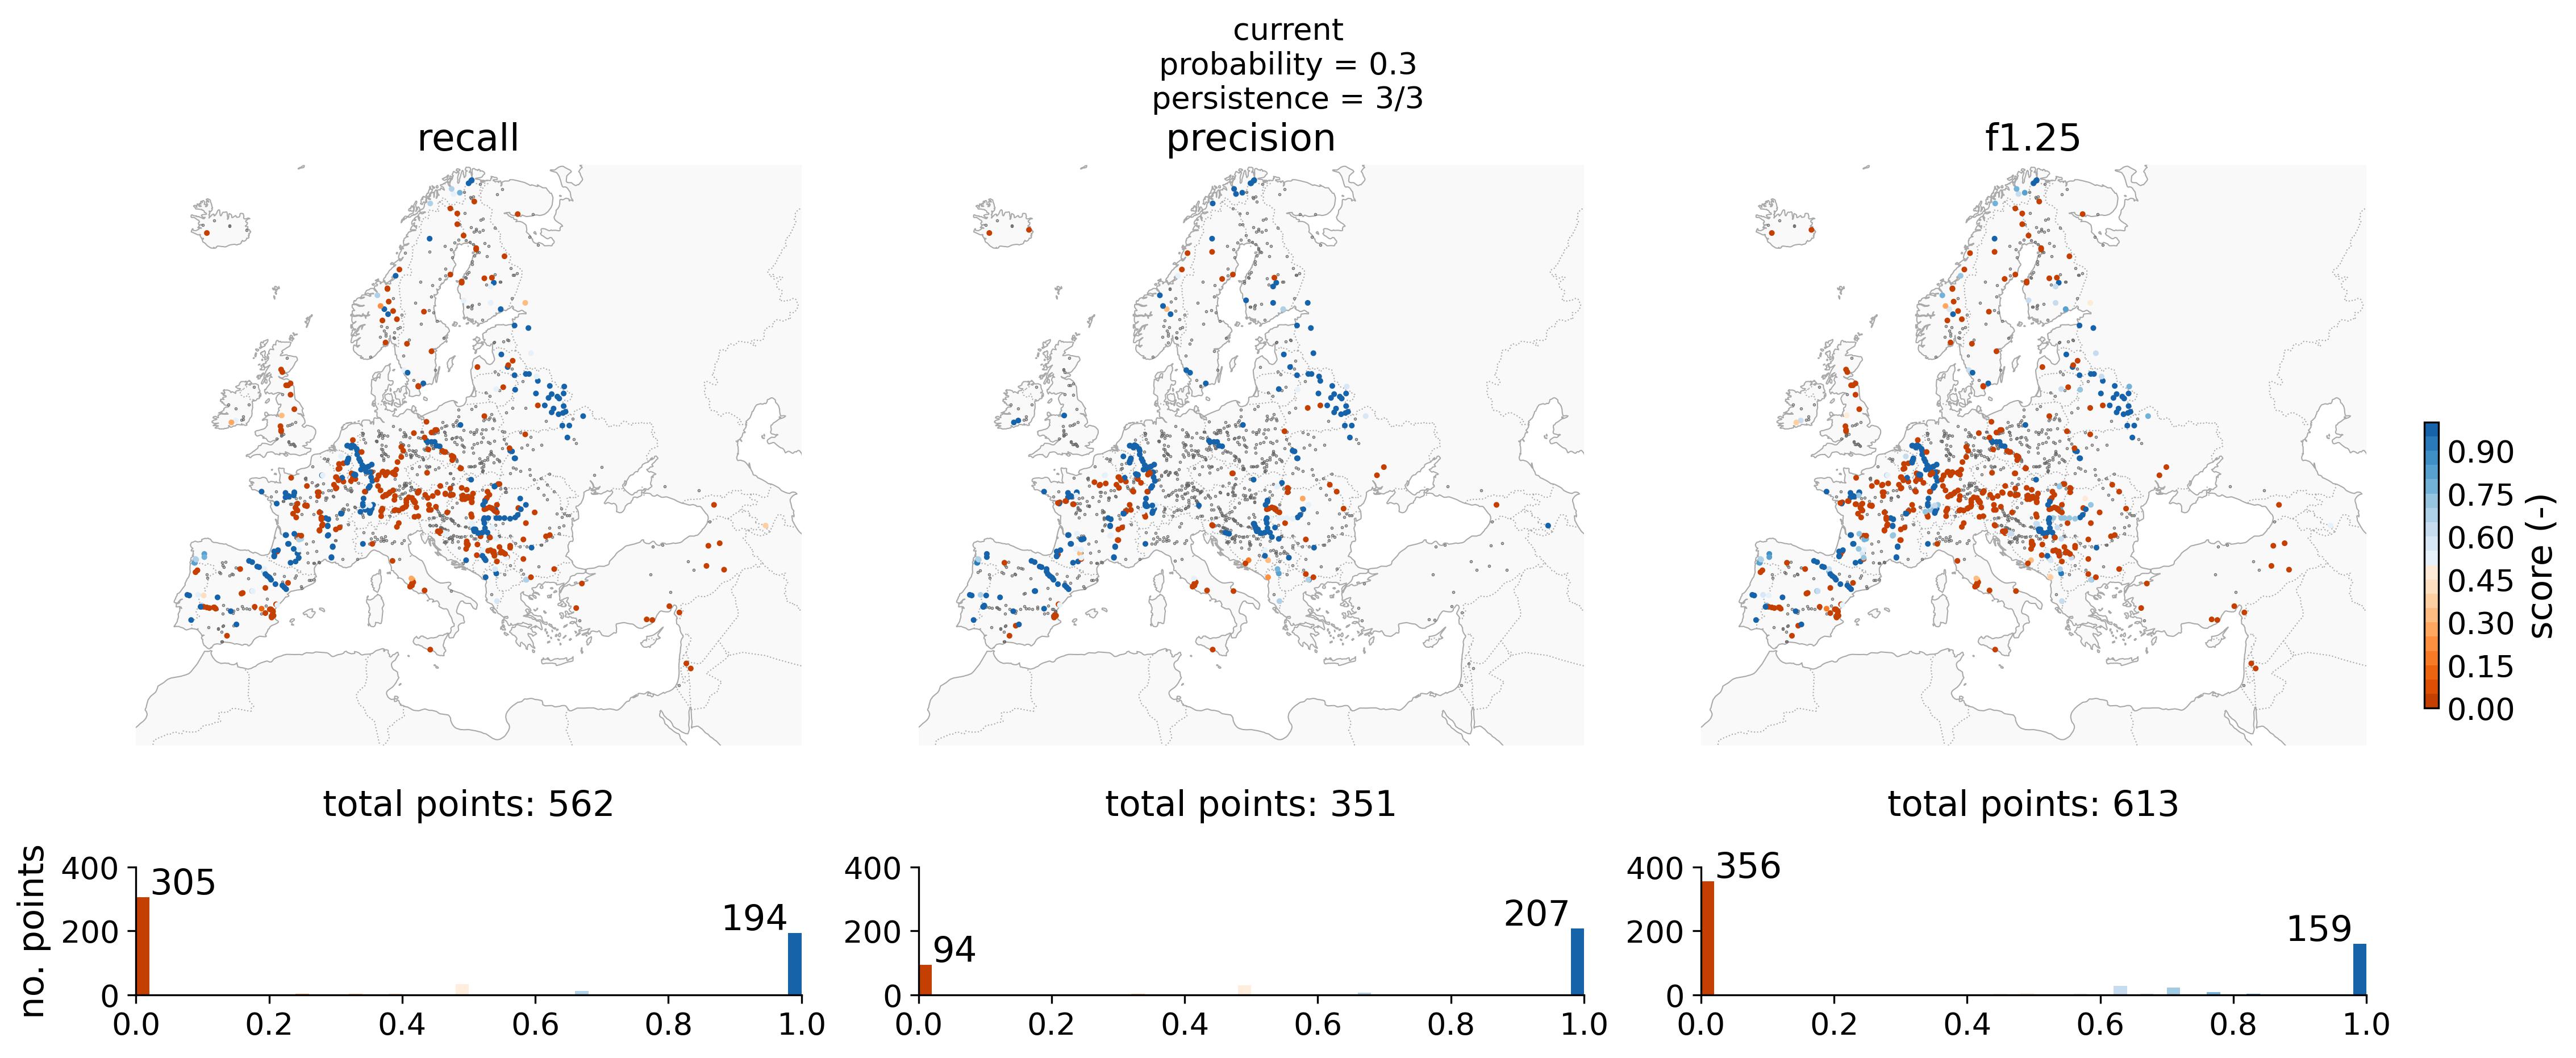 current
probability = 0.3
persistence = 3/3
recall
precision
f1.25
0.90
0.75
0.60
0.45
0.30
0.15
0.00
score (-)
total points: 562
total points: 351
total points: 613
no. points
400
200
0
305
194
0.0 0.2 0.4 0.6 0.8 1.0
400
200
0
94
207
0.0 0.2 0.4 0.6 0.8 1.0
400
200
0
356
159
0.0 0.2 0.4 0.6 0.8 1.0